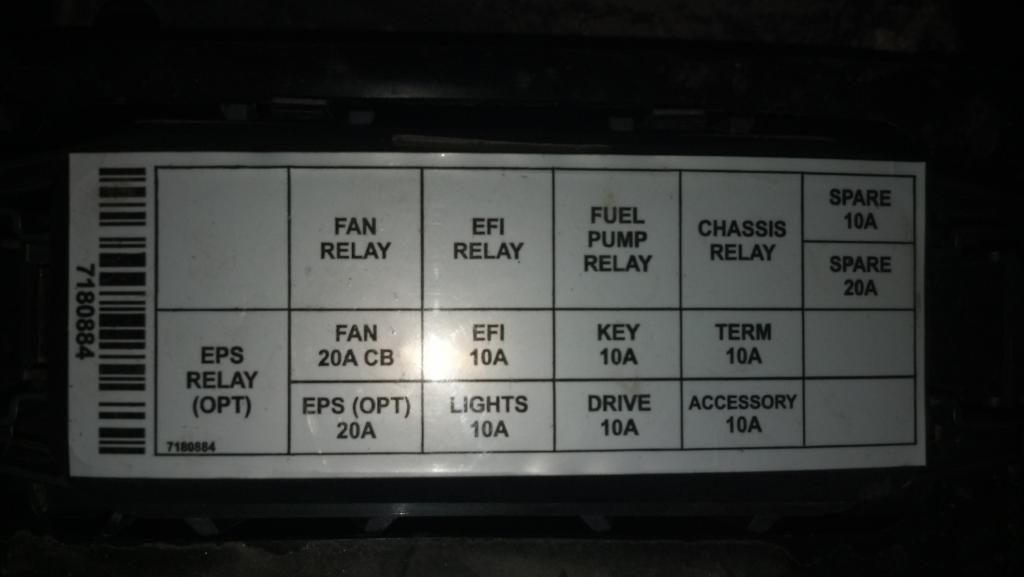 7180884
FAN
RELAY
EFI
RELAY
FUEL
PUMP
RELAY
CHASSIS
RELAY
SPARE
10A
SPARE
20A
EPS
RELAY
(OPT)
7180884
FAN
20A CB
EFI
10A
KEY
10A
TERM
10A
EPS (OPT)
20A
LIGHTS
10A
DRIVE
10A
ACCESSORY
10A